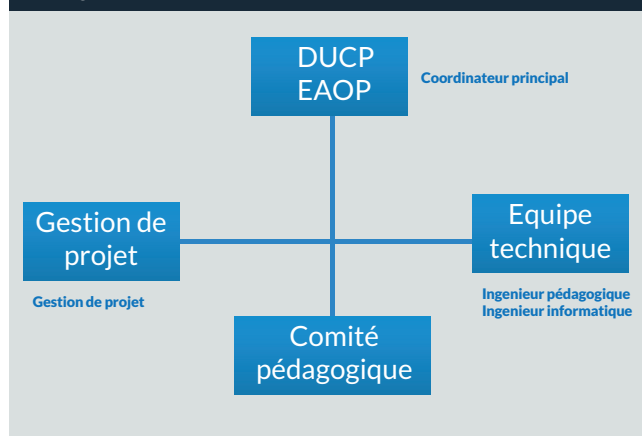 DUCP
EAOP
Coordinateur principal
Gestion de
projet
Gestion de projet
Equipe
technique
Ingenieur pédagogique
Ingenieur informatique
Comité
pédagogique